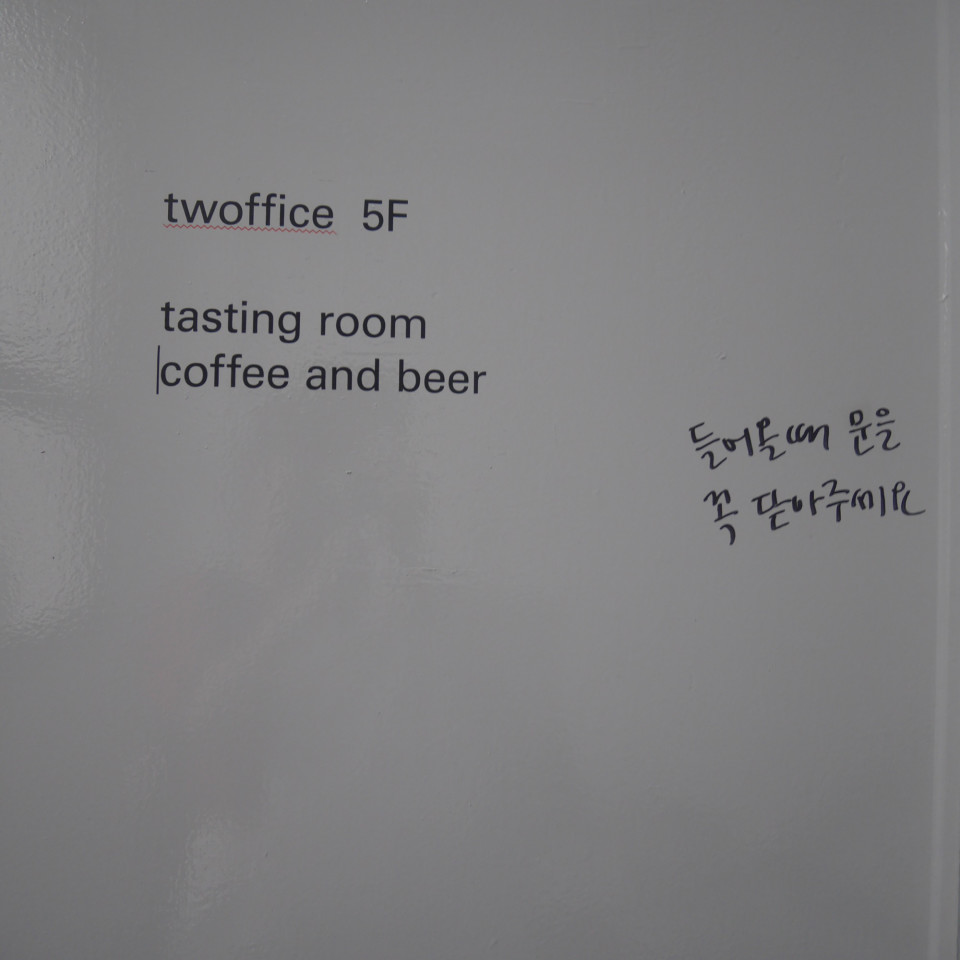 twoffice 5F
tasting room
coffee and beer
들어올때 문을
꼭 닫아주세요